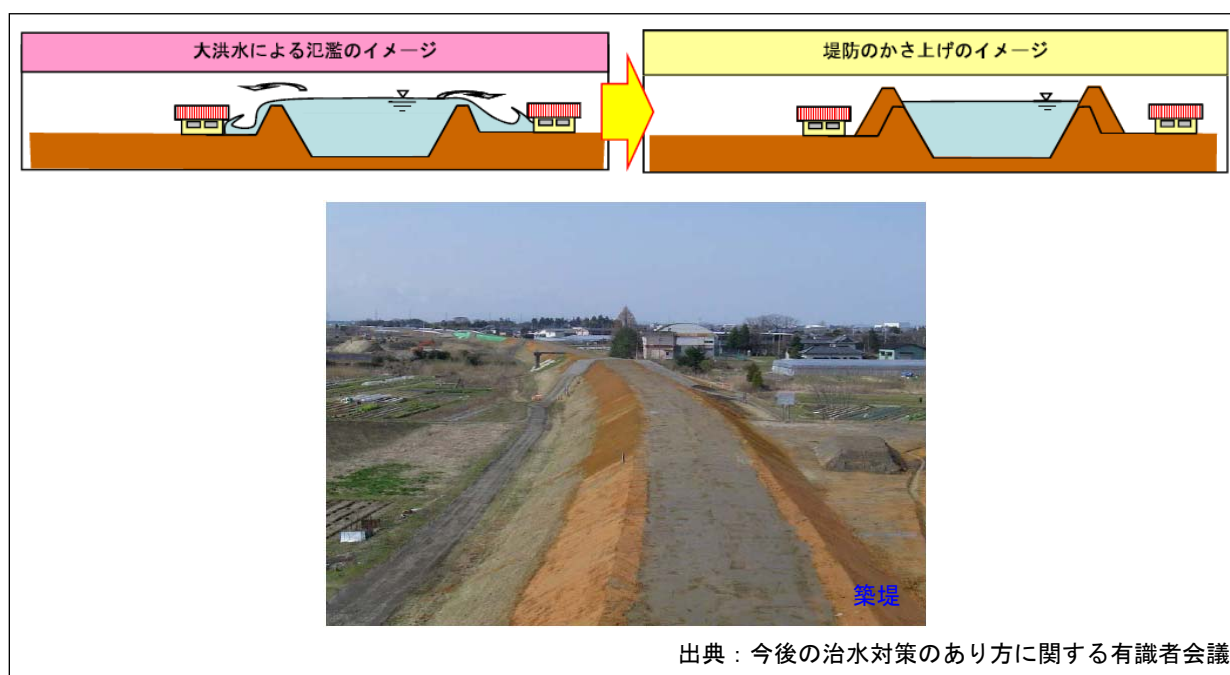 大洪水による氾濫のイメージ
堤防のかさ上げのイメージ
築堤
出典：今後の治水対策のあり方に関する有識者会議